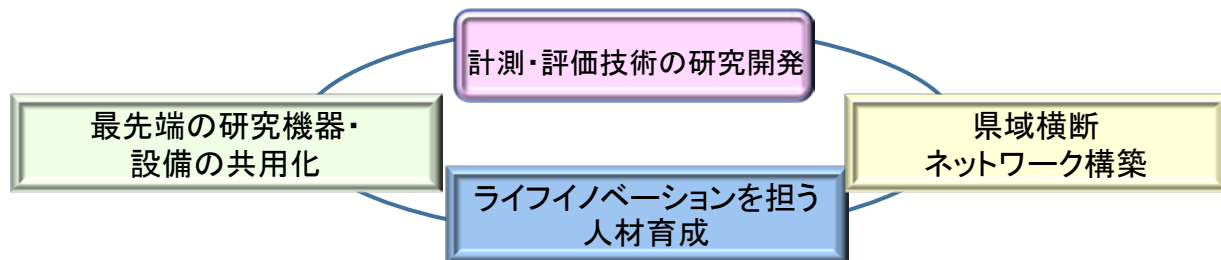 計測・評価技術の研究開発
最先端の研究機器・
設備の共用化
県域横断
ネットワーク構築
ライフイノベーションを担う
人材育成